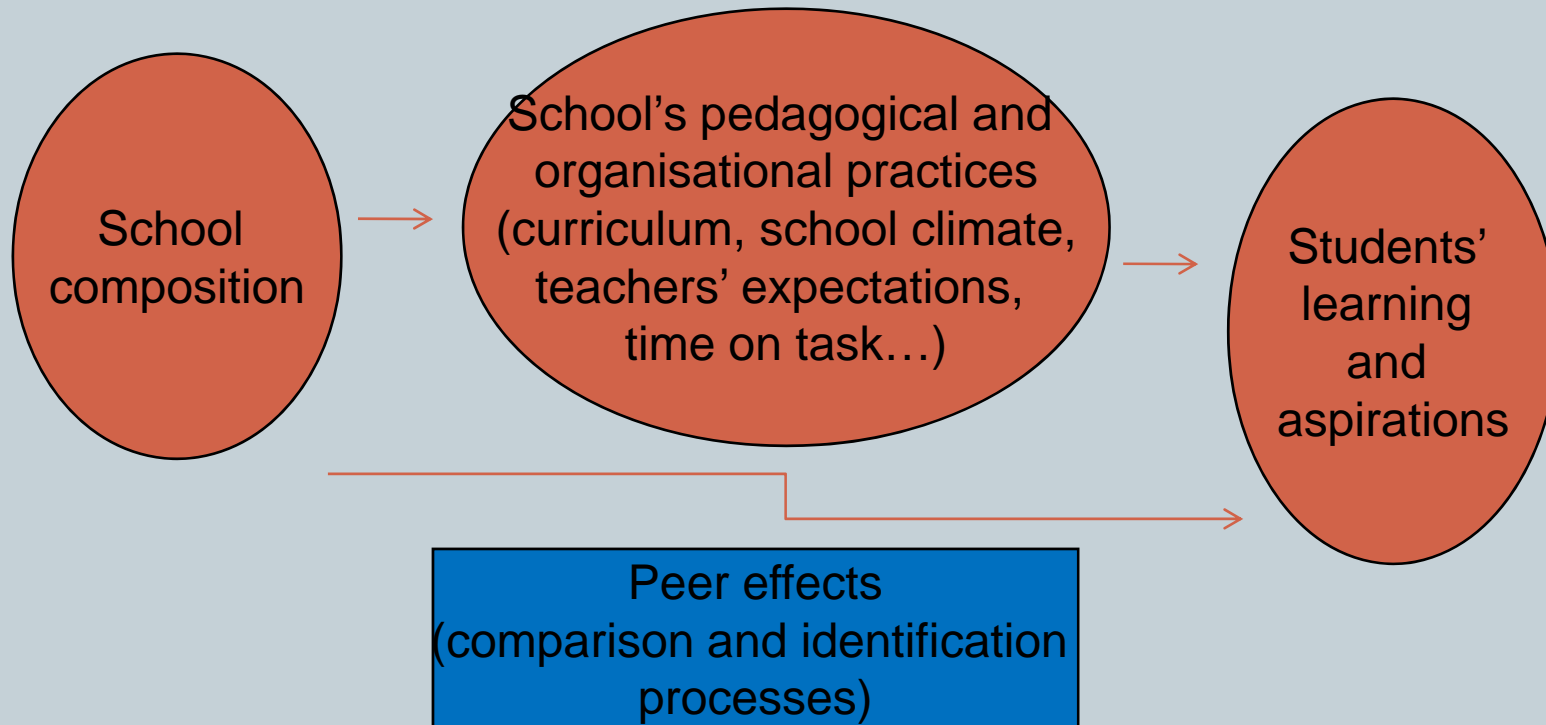 School
composition
School’s pedagogical and
organisational practices
(curriculum, school climate,
teachers’ expectations,
time on task…)
Students’
learning
and
aspirations
Peer effects
(comparison and identification
processes)